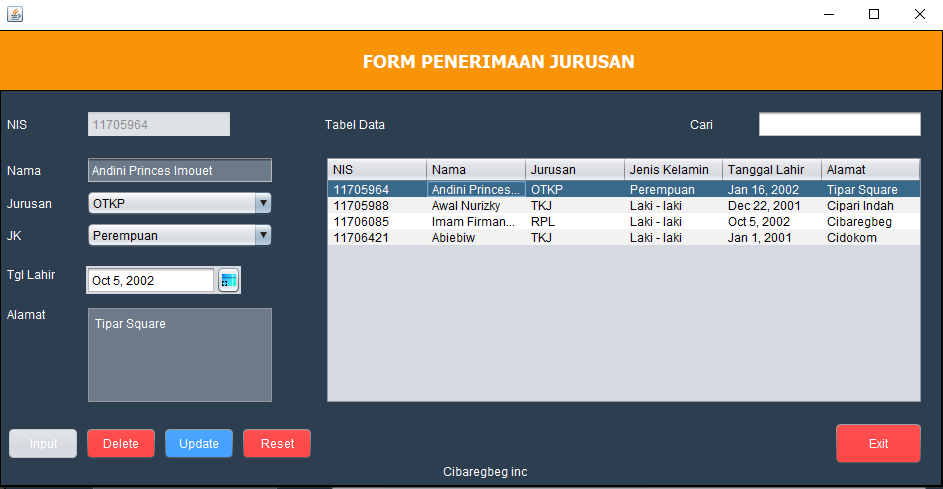 FORM PENERIMAAN JURUSAN
NIS 11705964 Tabel Data Cari
Nama Andini Princes Imouet
Jurusan OTKP
JK Perempuan
Tgl Lahir Oct 5, 2002
Alamat Tipar Square
NIS Nama Jurusan Jenis Kelamin Tanggal Lahir Alamat
11705964 Andini Princes... OTKP Perempuan Jan 16, 2002 Tipar Square
11705988 Awal Nurizky TKJ Laki - laki Dec 22, 2001 Cipari Indah
11706085 Imam Firman... RPL Laki - laki Oct 5, 2002 Cibaregbeg
11706421 Abiebiw TKJ Laki - laki Jan 1, 2001 Cidokom
Input Delete Update Reset Exit
Cibaregbeg inc